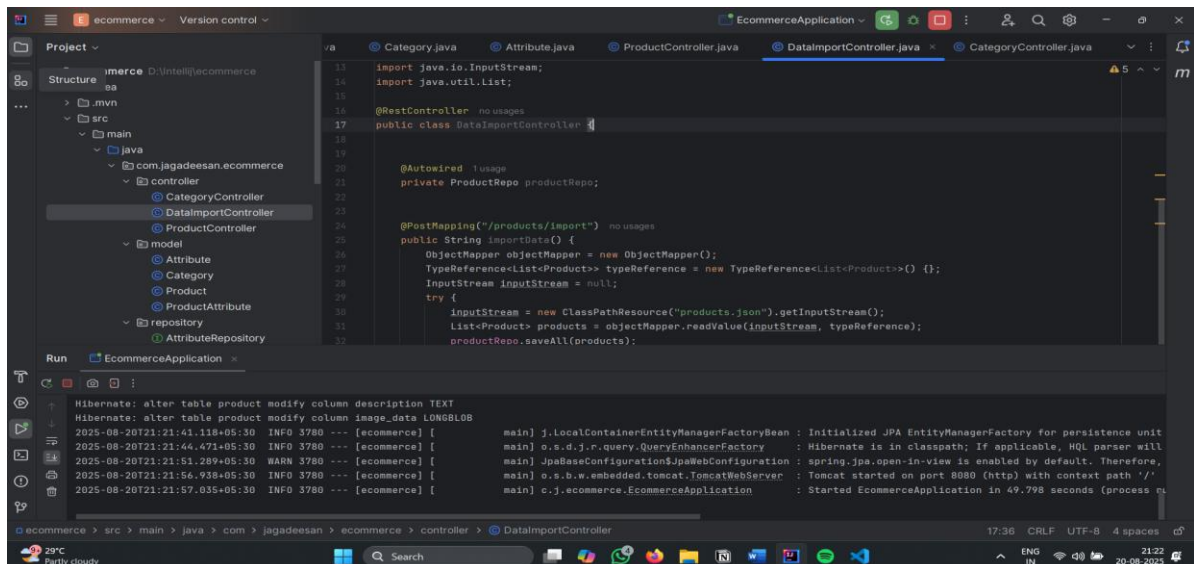 ecommerce Version control EcommerceApplication
Project va Category.java Attribute.java ProductController.java DataImportController.java CategoryController.java
merce D:\Intellij\ecommerce
Structure
ea
.mvn
src
main
java
com.jagadeesan.ecommerce
controller
CategoryController
DataImportController
ProductController
model
Attribute
Category
Product
ProductAttribute
repository
AttributeRepository
13 import java.io.InputStream;
14 import java.util.List;
15
16 @RestController no usages
17 public class DataImportController {
18
19
20 @Autowired 1 usage
21 private ProductRepo productRepo;
22
23
24 @PostMapping("/products/import") no usages
25 public String importData() {
26 ObjectMapper objectMapper = new ObjectMapper();
27 TypeReference<List<Product>> typeReference = new TypeReference<List<Product>>() {};
28 InputStream inputStream = null;
29 try {
30 inputStream = new ClassPathResource("products.json").getInputStream();
31 List<Product> products = objectMapper.readValue(inputStream, typeReference);
32 productRepo.saveAll(products);
5
m
Run EcommerceApplication
Hibernate: alter table product modify column description TEXT
Hibernate: alter table product modify column image_data LONGBLOB
2025-08-20T21:21:41.118+05:30 INFO 3780 --- [ecommerce] [ main] j.LocalContainerEntityManagerFactoryBean : Initialized JPA EntityManagerFactory for persistence unit
2025-08-20T21:21:44.471+05:30 INFO 3780 --- [ecommerce] [ main] o.s.d.j.r.query.QueryEnhancerFactory : Hibernate is in classpath; If applicable, HQL parser will
2025-08-20T21:21:51.289+05:30 WARN 3780 --- [ecommerce] [ main] JpaBaseConfiguration$JpaWebConfiguration : spring.jpa.open-in-view is enabled by default. Therefore,
2025-08-20T21:21:56.938+05:30 INFO 3780 --- [ecommerce] [ main] o.s.b.w.embedded.tomcat.TomcatWebServer : Tomcat started on port 8080 (http) with context path '/'
2025-08-20T21:21:57.035+05:30 INFO 3780 --- [ecommerce] [ main] c.j.ecommerce.EcommerceApplication : Started EcommerceApplication in 49.798 seconds (process ru
ecommerce > src > main > java > com > jagadeesan > ecommerce > controller > DataImportController 17:36 CRLF UTF-8 4 spaces
29°C
Partly cloudy
Search
ENG
IN
21:22
20-08-2025